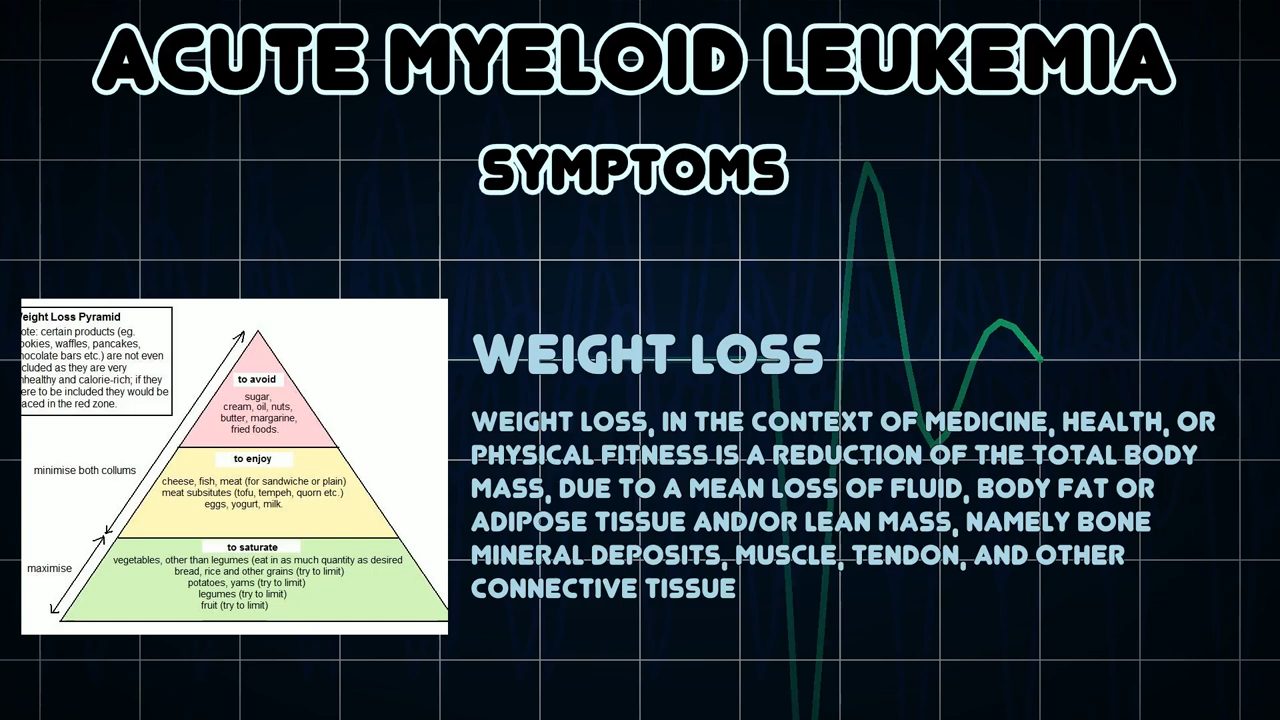 ACUTE MYELOID LEUKEMIA
SYMPTOMS
eight Loss Pyramid
ote: certain products (eg.
ookies, waffles, pancakes,
hocolate bars etc.) are not even
cluded as they are very
nhealthy and calorie-rich; if they
ere to be included they would be
aced in the red zone.
to avoid
sugar,
cream, oil, nuts,
butter, margarine,
fried foods.
to enjoy
minimise both collums
cheese, fish, meat (for sandwiche or plain)
meat subsitutes (tofu, tempeh, quorn etc.)
eggs, yogurt, milk.
to saturate
maximise
vegetables, other than legumes (eat in as much quantity as desired
bread, rice and other grains (try to limit)
potatoes, yams (try to limit)
legumes (try to limit)
fruit (try to limit)
WEIGHT LOSS
WEIGHT LOSS, IN THE CONTEXT OF MEDICINE, HEALTH, OR
PHYSICAL FITNESS IS A REDUCTION OF THE TOTAL BODY
MASS, DUE TO A MEAN LOSS OF FLUID, BODY FAT OR
ADIPOSE TISSUE AND/OR LEAN MASS, NAMELY BONE
MINERAL DEPOSITS, MUSCLE, TENDON, AND OTHER
CONNECTIVE TISSUE